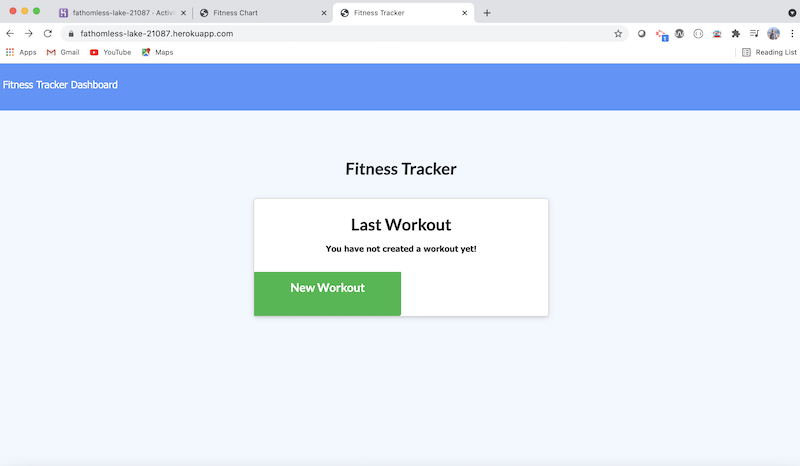 fathomless-lake-21087 · Activi
Fitness Chart
Fitness Tracker
fathomless-lake-21087.herokuapp.com
Apps
Gmail
YouTube
Maps
Reading List
Fitness Tracker Dashboard
Fitness Tracker
Last Workout
You have not created a workout yet!
New Workout